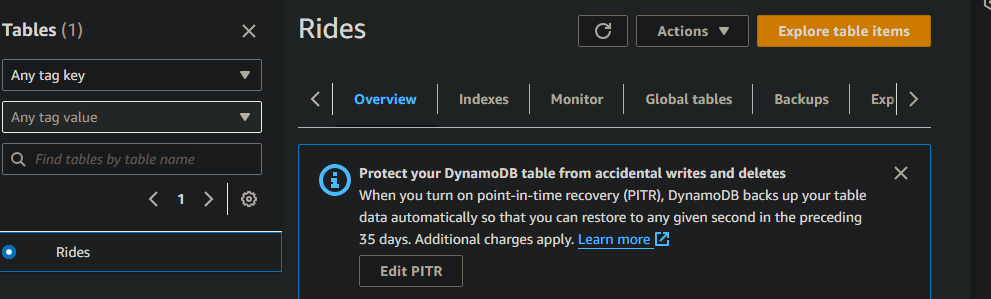 Tables (1)
Any tag key
Any tag value
Find tables by table name
1
Rides
Rides
Actions
Explore table items
Overview
Indexes
Monitor
Global tables
Backups
Exp
Protect your DynamoDB table from accidental writes and deletes
When you turn on point-in-time recovery (PITR), DynamoDB backs up your table
data automatically so that you can restore to any given second in the preceding
35 days. Additional charges apply. Learn more
Edit PITR